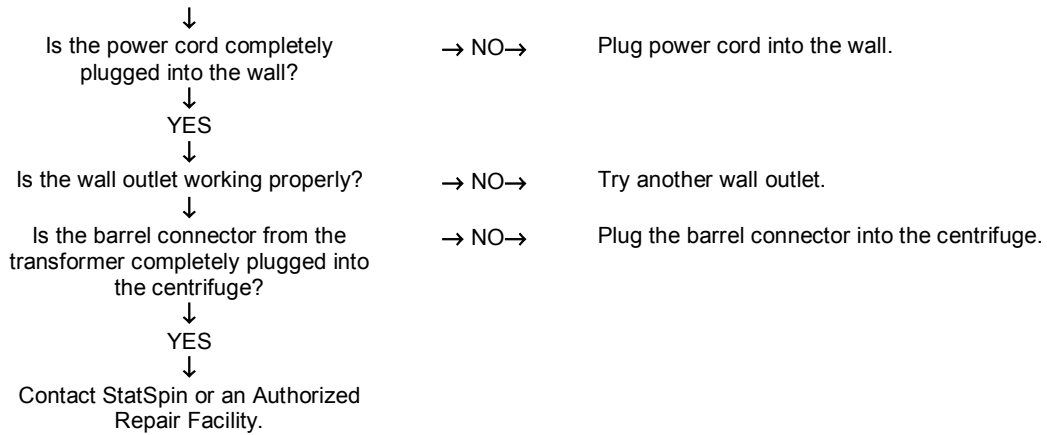 ↓
Is the power cord completely → NO→ Plug power cord into the wall.
plugged into the wall?
↓
YES
↓
Is the wall outlet working properly? → NO→ Try another wall outlet.
↓
Is the barrel connector from the → NO→ Plug the barrel connector into the centrifuge.
transformer completely plugged into
the centrifuge?
↓
YES
↓
Contact StatSpin or an Authorized
Repair Facility.